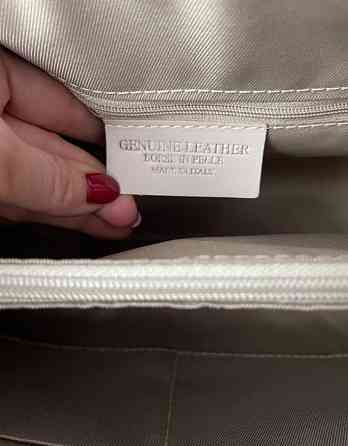 GENUINE LEATHER
BORSE IN PELLE
MADE IN ITALY